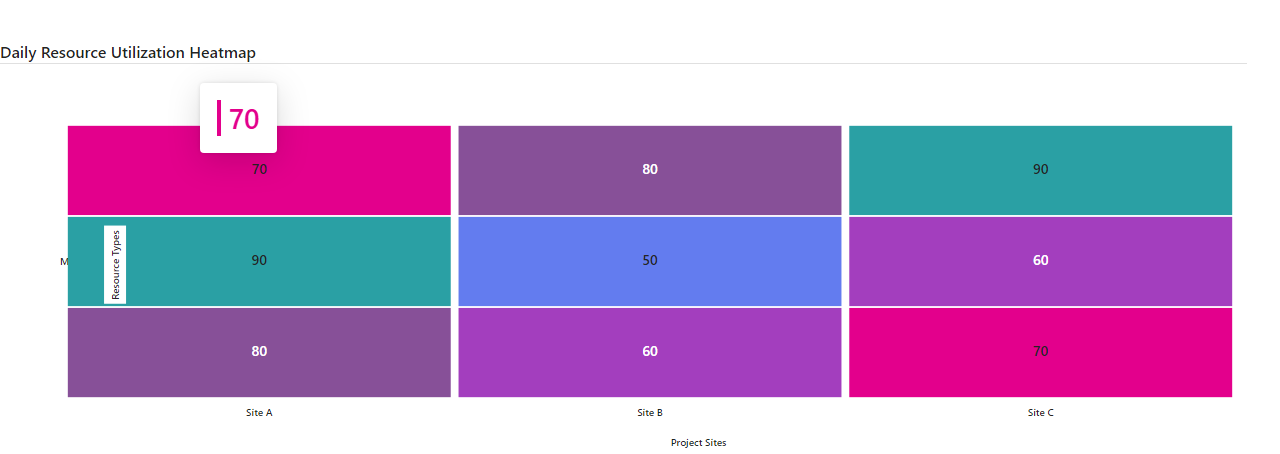 Daily Resource Utilization Heatmap
70
70 80 90
M
Resource Types
90 50 60
80 60 70
Site A Site B Site C
Project Sites